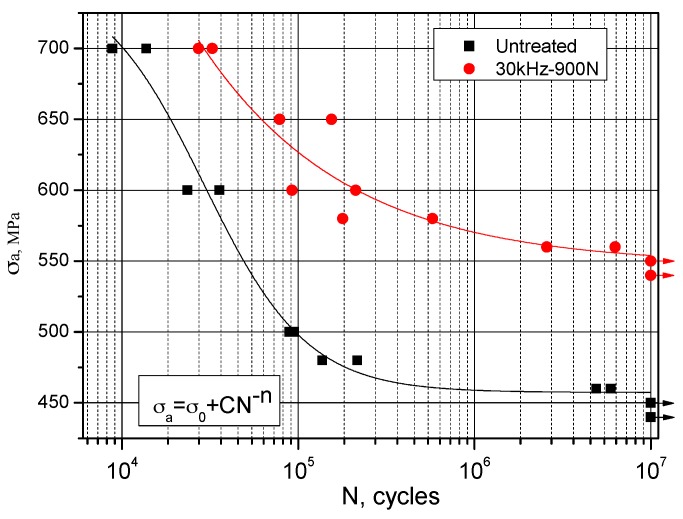 Untreated
30kHz-900N
700
650
600
550
500
450
σa, MPa
σa=σ0+CN-n
10^4
10^5
10^6
10^7
N, cycles